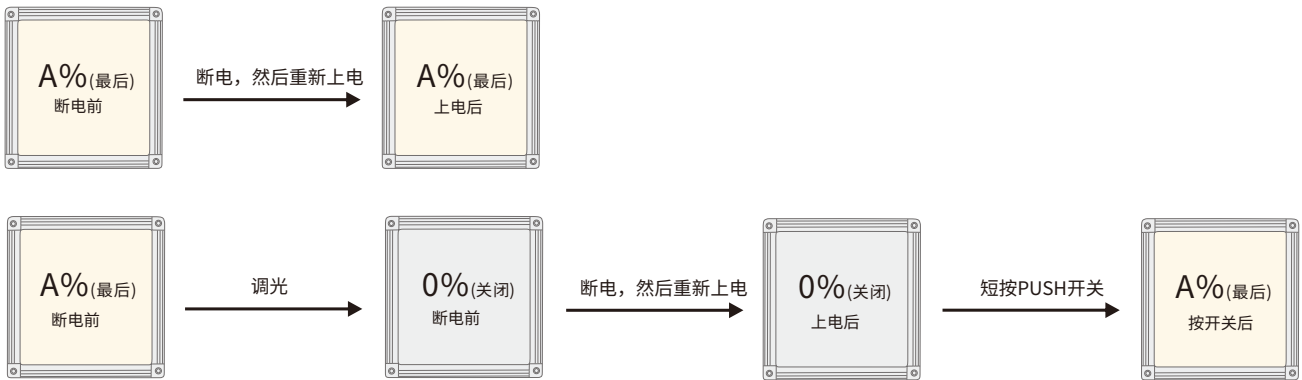 A%(最后)
断电前
断电，然后重新上电
A%(最后)
上电后
A%(最后)
断电前
调光
0%(关闭)
断电前
断电，然后重新上电
0%(关闭)
上电后
短按PUSH开关
A%(最后)
按开关后